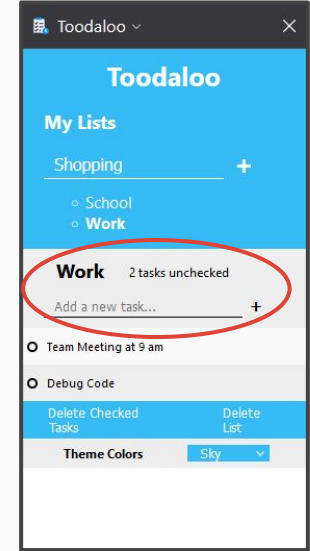 Toodaloo
Toodaloo
My Lists
Shopping +
School
Work
Work 2 tasks unchecked
Add a new task... +
Team Meeting at 9 am
Debug Code
Delete Checked Delete
Tasks List
Theme Colors Sky